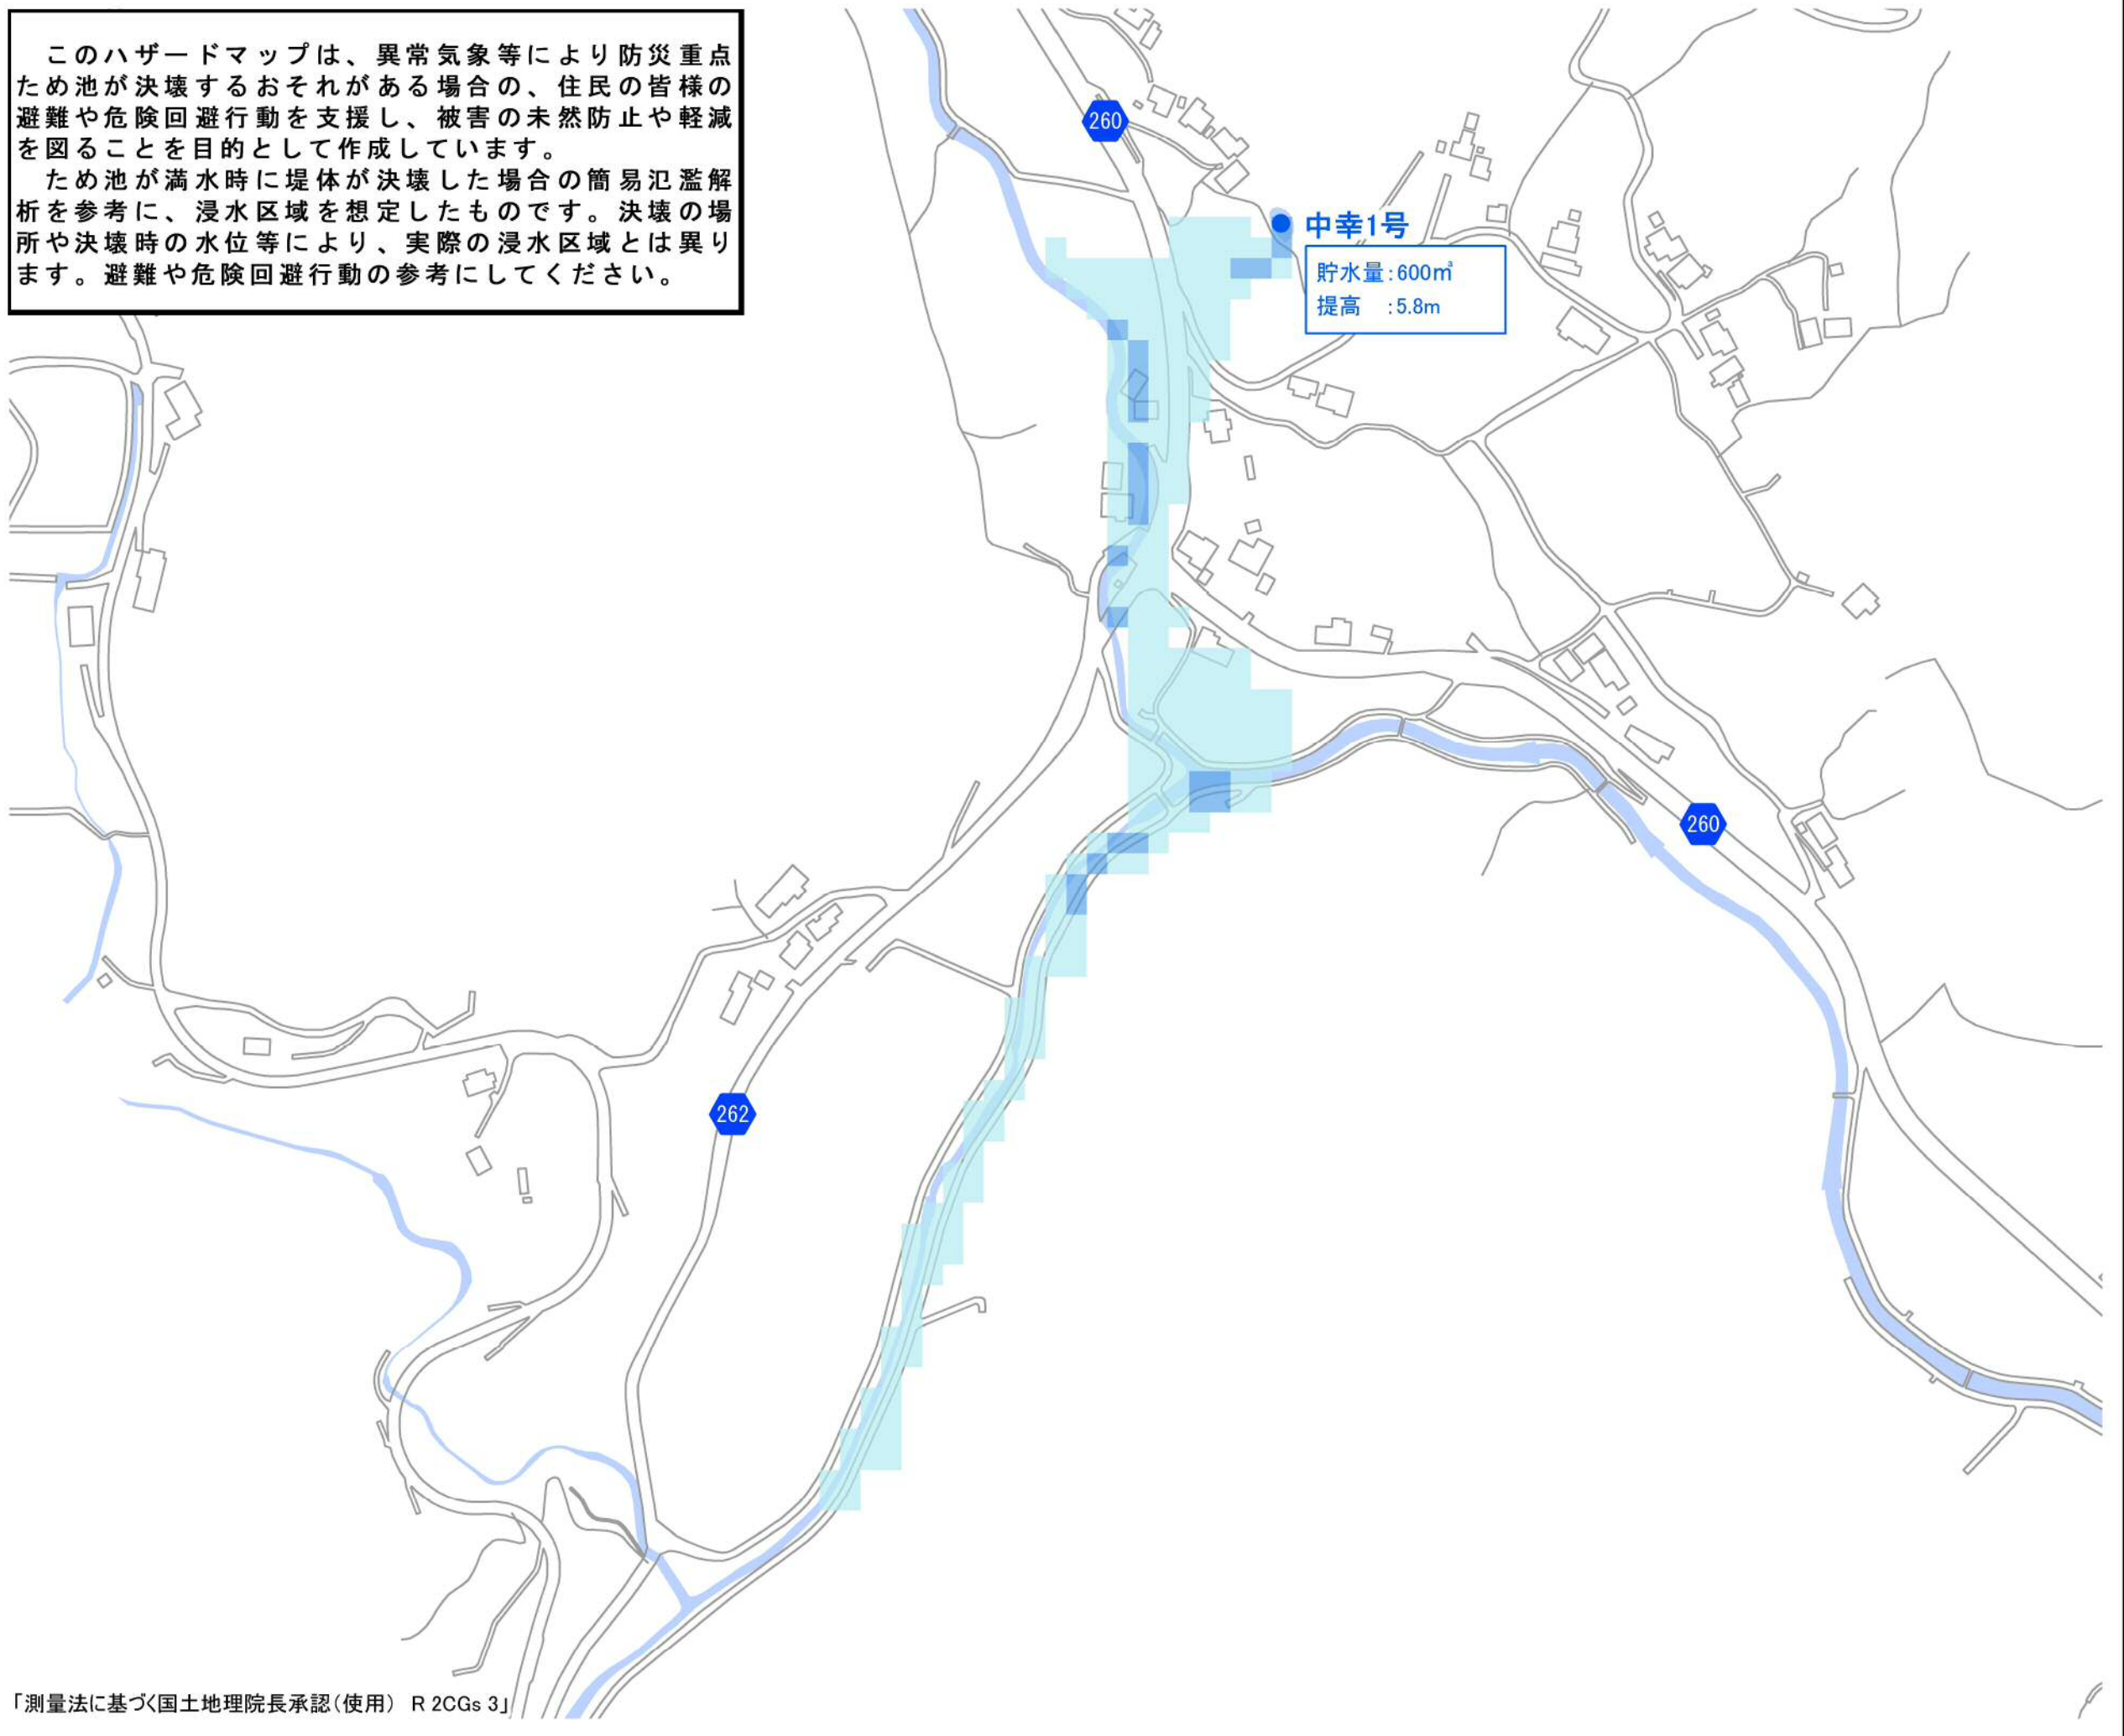 このハザードマップは、異常気象等により防災重点
ため池が決壊するおそれがある場合の、住民の皆様の
避難や危険回避行動を支援し、被害の未然防止や軽減
を図ることを目的として作成しています。
ため池が満水時に堤体が決壊した場合の簡易氾濫解
析を参考に、浸水区域を想定したものです。決壊の場
所や決壊時の水位等により、実際の浸水区域とは異り
ます。避難や危険回避行動の参考にしてください。
260
中幸1号
貯水量:600㎥
提高 :5.8m
260
262
「測量法に基づく国土地理院長承認(使用) R 2CGs 3」